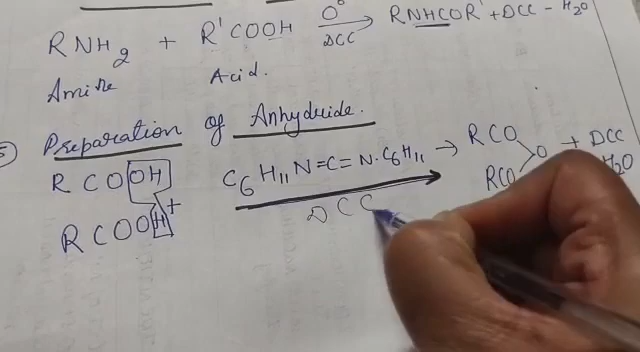 RNH₂ + R'COOH 0° DCC → RNHCOR' + DCC - H₂O
Amine Acid.
Preparation of Anhydride.
RCOOH C₆H₁₁N=C=N·C₆H₁₁ → RCO O + DCC
RCOOH + DCC RCO H₂O